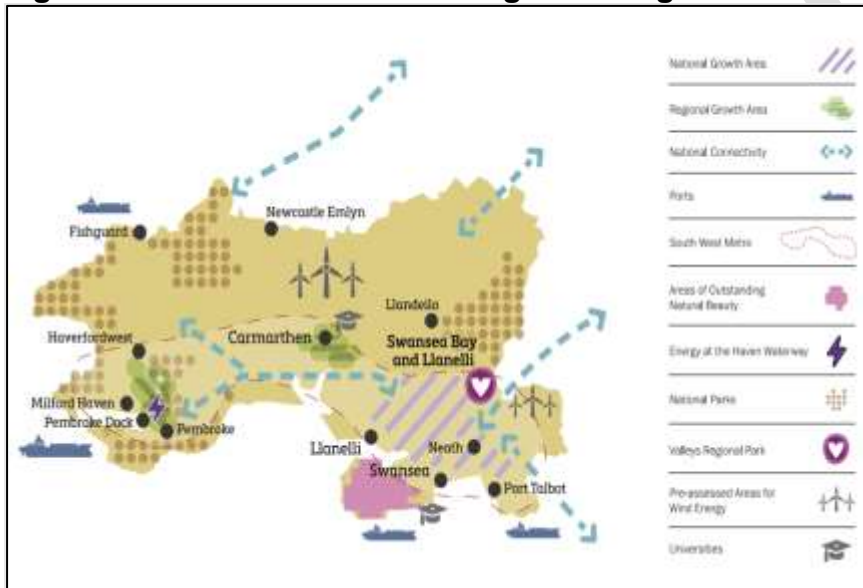 Newcastle Emlyn
Fishguard
Llandeilo
Haverfordwest
Carmarthen
Swansea Bay
and Llanelli
Milford Haven
Pembroke Dock
Pembroke
Llanelli
Neath
Swansea
Port Talbot
National Growth Area
Regional Growth Area
National Connectivity
Ports
South West Metro
Areas of Outstanding
Natural Beauty
Energy at the Haven Waterway
National Parks
Valleys Regional Park
Pre-assessed Areas for
Wind Energy
Universities